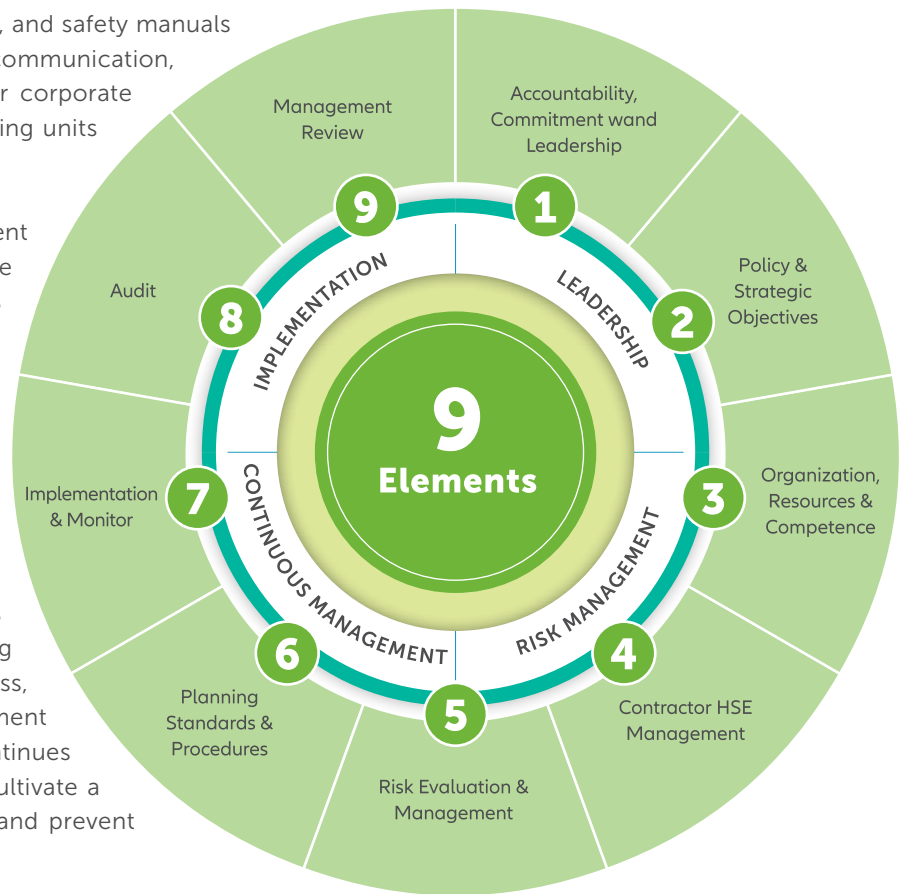 , and safety manuals
communication,
r corporate
ing units
ent
e
g
ss,
ment
tinues
ultivate a
and prevent
9
Elements
LEADERSHIP
RISK MANAGEMENT
CONTINUOUS MANAGEMENT
IMPLEMENTATION
1
Accountability,
Commitment wand
Leadership
2
Policy &
Strategic
Objectives
3
Organization,
Resources &
Competence
4
Contractor HSE
Management
5
Risk Evaluation &
Management
6
Planning
Standards &
Procedures
7
Implementation
& Monitor
8
Audit
9
Management
Review